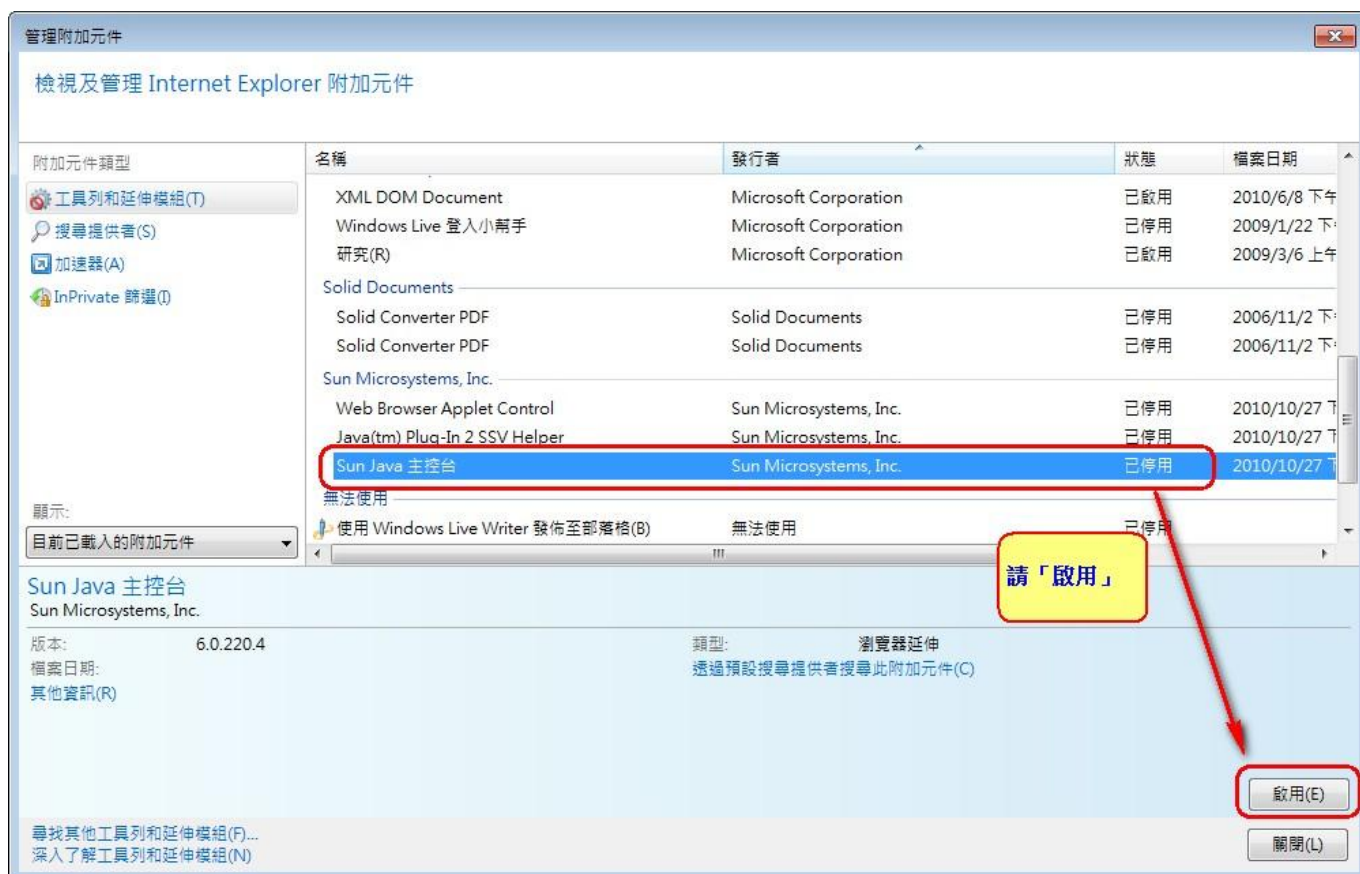 管理附加元件
檢視及管理 Internet Explorer 附加元件
附加元件類型
工具列和延伸模組(T)
搜尋提供者(S)
加速器(A)
InPrivate 篩選(I)
顯示:
目前已載入的附加元件
名稱 發行者 狀態 檔案日期
XML DOM Document Microsoft Corporation 已啟用 2010/6/8 下午
Windows Live 登入小幫手 Microsoft Corporation 已停用 2009/1/22 下
研究(R) Microsoft Corporation 已啟用 2009/3/6 上午
Solid Documents
Solid Converter PDF Solid Documents 已停用 2006/11/2 下
Solid Converter PDF Solid Documents 已停用 2006/11/2 下
Sun Microsystems, Inc.
Web Browser Applet Control Sun Microsystems, Inc. 已停用 2010/10/27
Java(tm) Plug-In 2 SSV Helper Sun Microsystems, Inc. 已停用 2010/10/27
Sun Java 主控台 Sun Microsystems, Inc. 已停用 2010/10/27
無法使用
使用 Windows Live Writer 發佈至部落格(B) 無法使用 已停用
請「啟用」
Sun Java 主控台
Sun Microsystems, Inc.
版本: 6.0.220.4 類型: 瀏覽器延伸
檔案日期: 透過預設搜尋提供者搜尋此附加元件(C)
其他資訊(R)
啟用(E)
尋找其他工具列和延伸模組(F)...
深入了解工具列和延伸模組(N)
關閉(L)